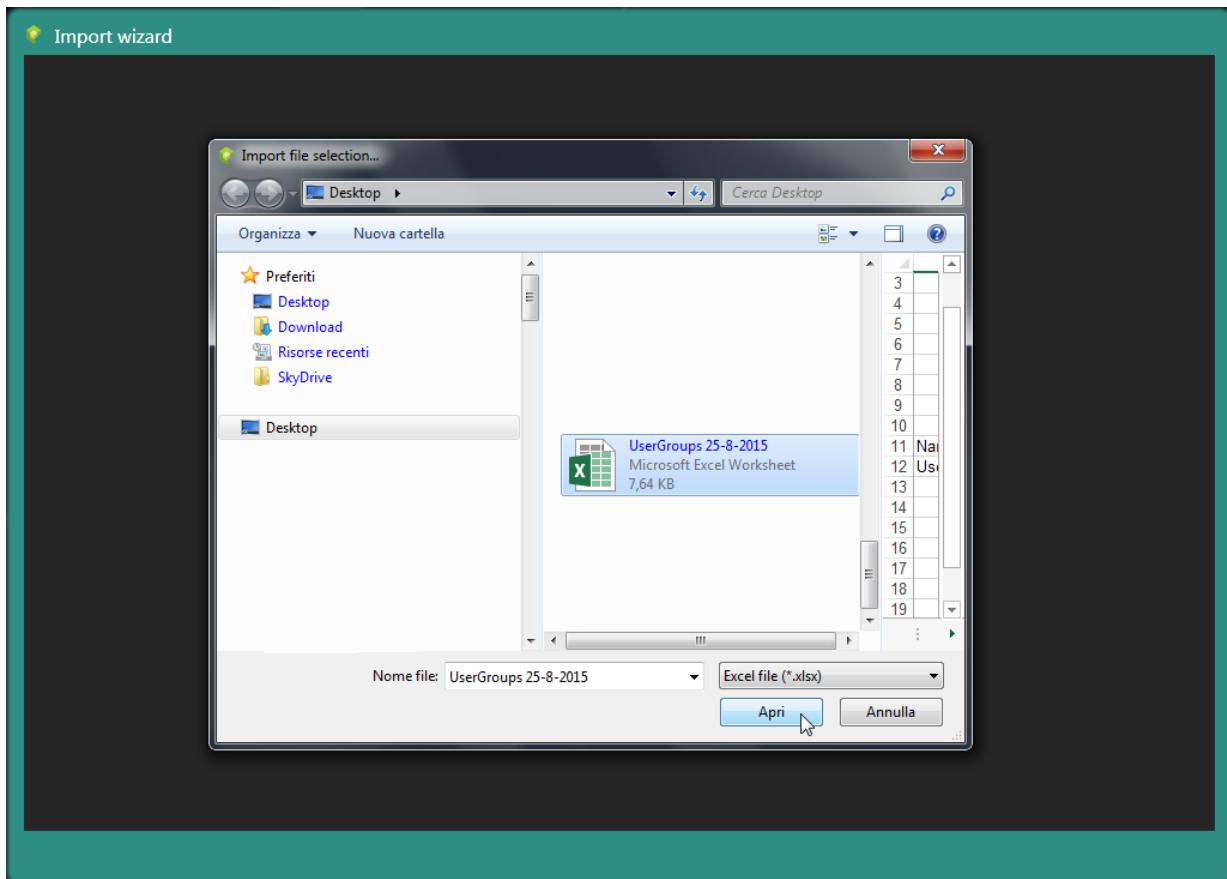 Import wizard
Import file selection...
Desktop
Cerca Desktop
Organizza
Nuova cartella
Preferiti
Desktop
Download
Risorse recenti
SkyDrive
Desktop
UserGroups 25-8-2015
Microsoft Excel Worksheet
7,64 KB
3
4
5
6
7
8
9
10
11 Nar
12 Use
13
14
15
16
17
18
19
Nome file: UserGroups 25-8-2015
Excel file (*.xlsx)
Apri
Annulla